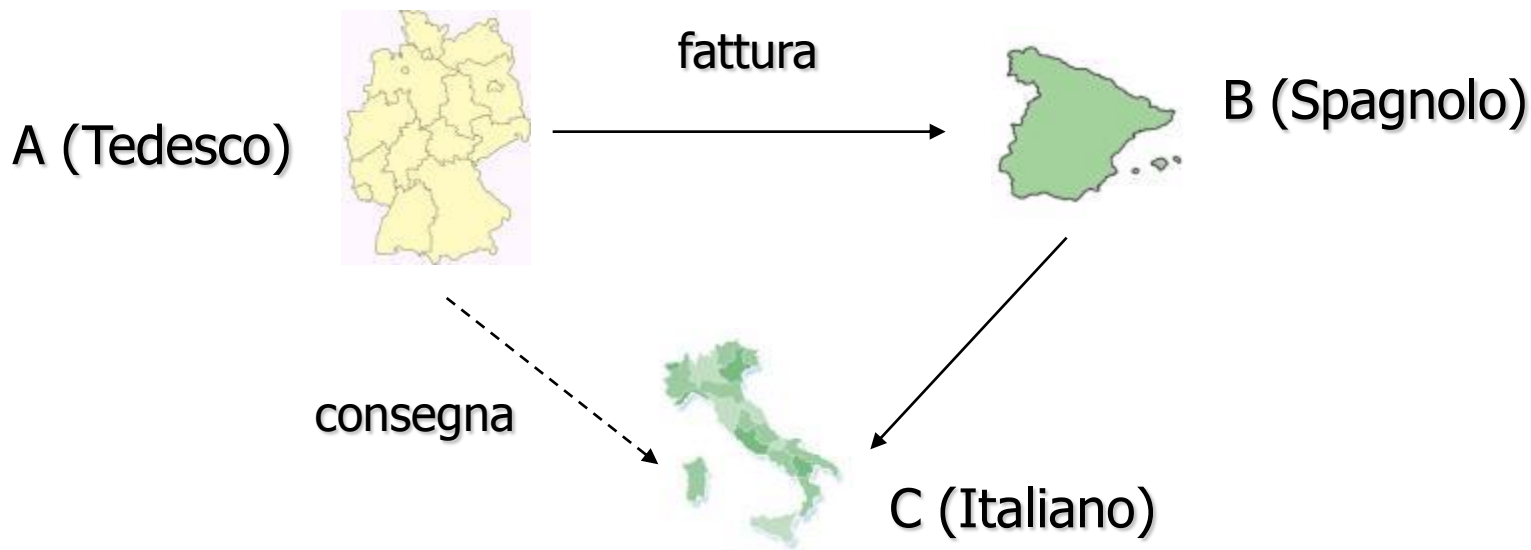 fattura
B (Spagnolo)
A (Tedesco)
consegna
C (Italiano)